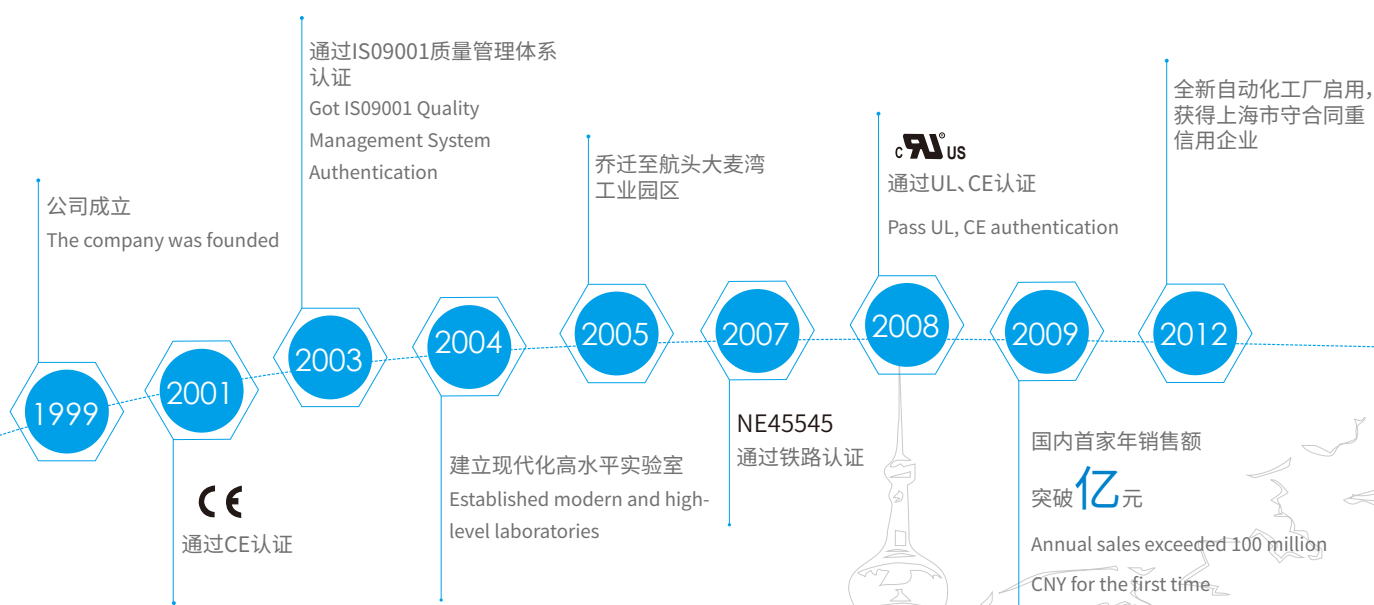 通过IS09001质量管理体系
认证
Got IS09001 Quality
Management System
Authentication
全新自动化工厂启用，
获得上海市守合同重
信用企业
乔迁至航头大麦湾
工业园区
c RU® US
通过UL、CE认证
Pass UL, CE authentication
公司成立
The company was founded
1999
2001
2003
2004
2005
2007
2008
2009
2012
CE
通过CE认证
建立现代化高水平实验室
Established modern and high-
level laboratories
NE45545
通过铁路认证
国内首家年销售额
突破亿元
Annual sales exceeded 100 million
CNY for the first time